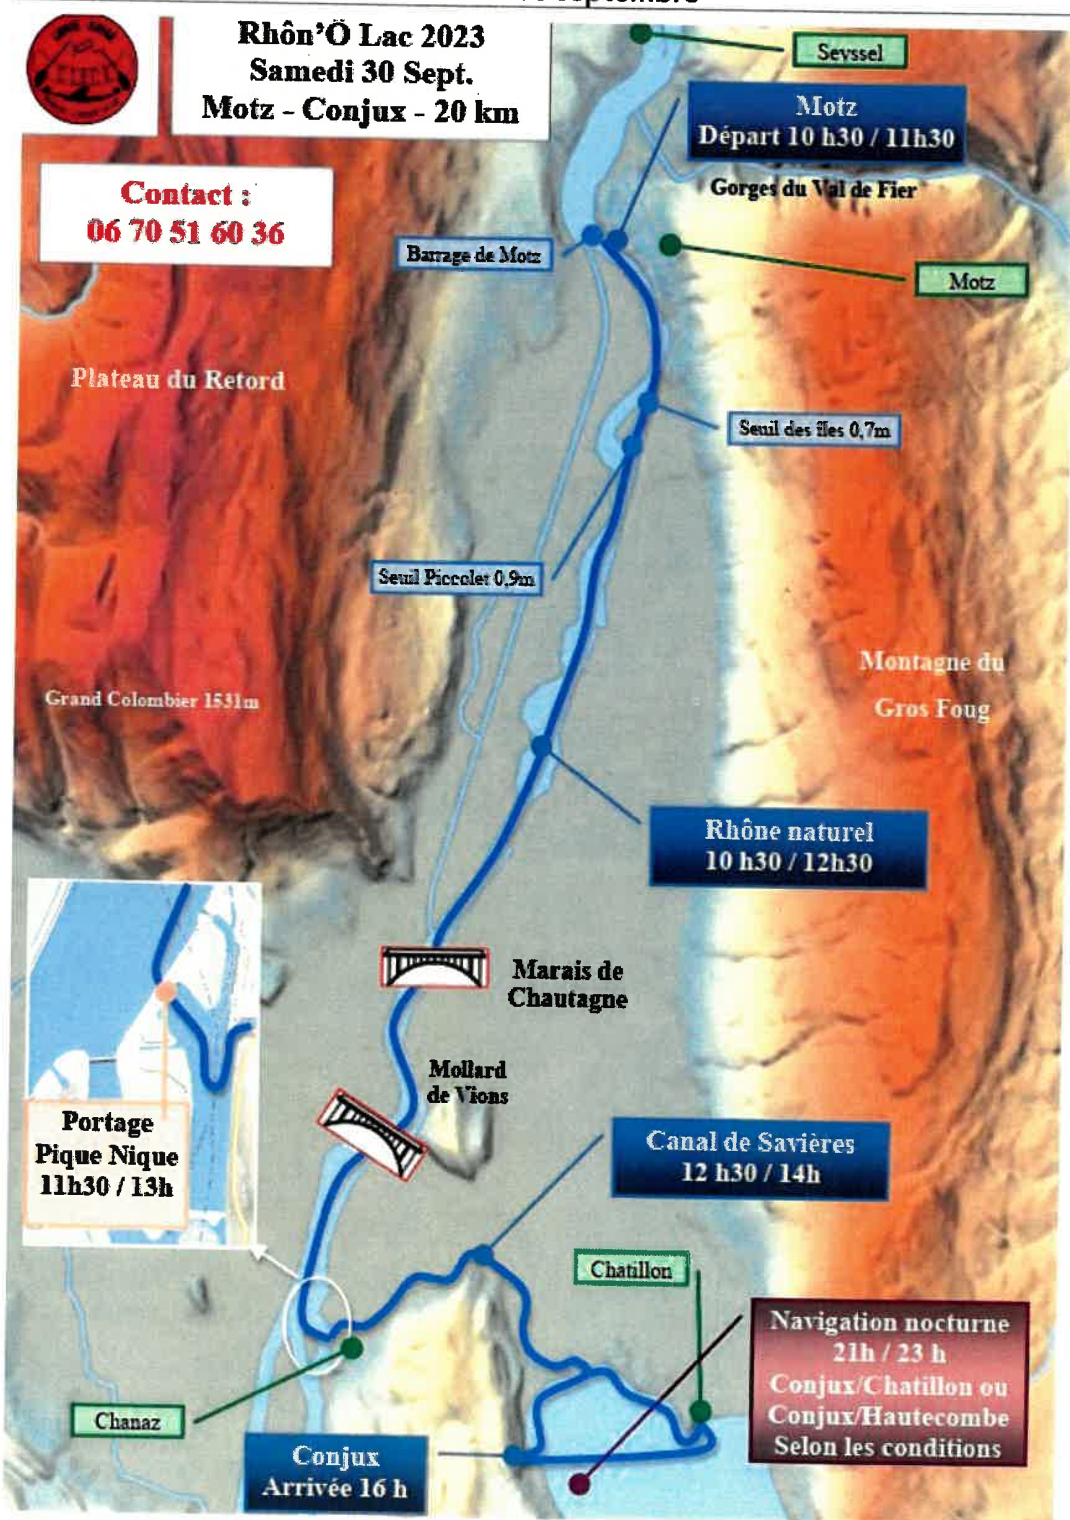 septembre
Rhôn'Ô Lac 2023
Samedi 30 Sept.
Motz - Conjux - 20 km
Seyssel
Motz
Départ 10 h30 / 11h30
Contact :
06 70 51 60 36
Gorges du Val de Fier
Barrage de Motz
Motz
Plateau du Retord
Seuil des îles 0,7m
Seuil Piccolet 0,9m
Montagne du
Gros Foug
Grand Colombier 1531m
Rhône naturel
10 h30 / 12h30
Marais de
Chautagne
Mollard
de Vions
Portage
Pique Nique
11h30 / 13h
Canal de Savières
12 h30 / 14h
Chatillon
Navigation nocturne
21h / 23 h
Conjux/Chatillon ou
Conjux/Hautecombe
Selon les conditions
Chanaz
Conjux
Arrivée 16 h